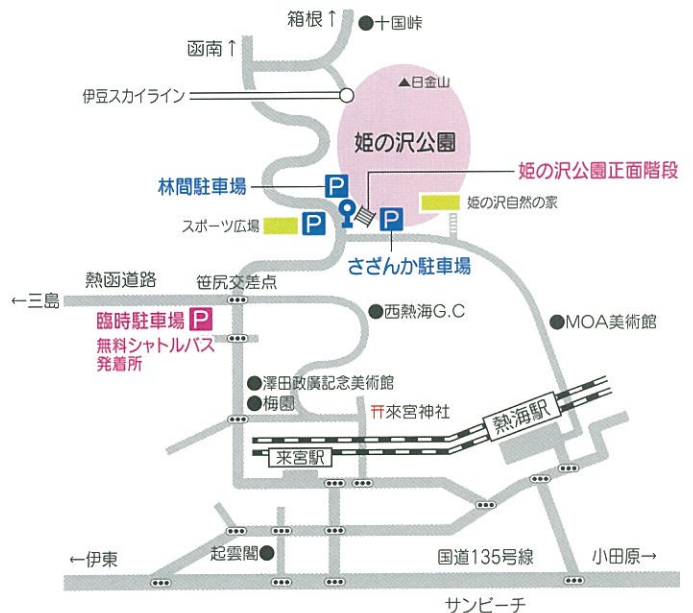 箱根↑
●十国峠
函南↑
▲日金山
伊豆スカイライン
姫の沢公園
姫の沢公園正面階段
林間駐車場
P
姫の沢自然の家
スポーツ広場
P
P
さざんか駐車場
熱函道路
笹尻交差点
←三島
臨時駐車場 P
無料シャトルバス
発着所
●西熱海G.C
●MOA美術館
●澤田政廣記念美術館
●梅園
來宮神社
熱海駅
来宮駅
←伊東
起雲閣●
国道135号線
小田原→
サンビーチ